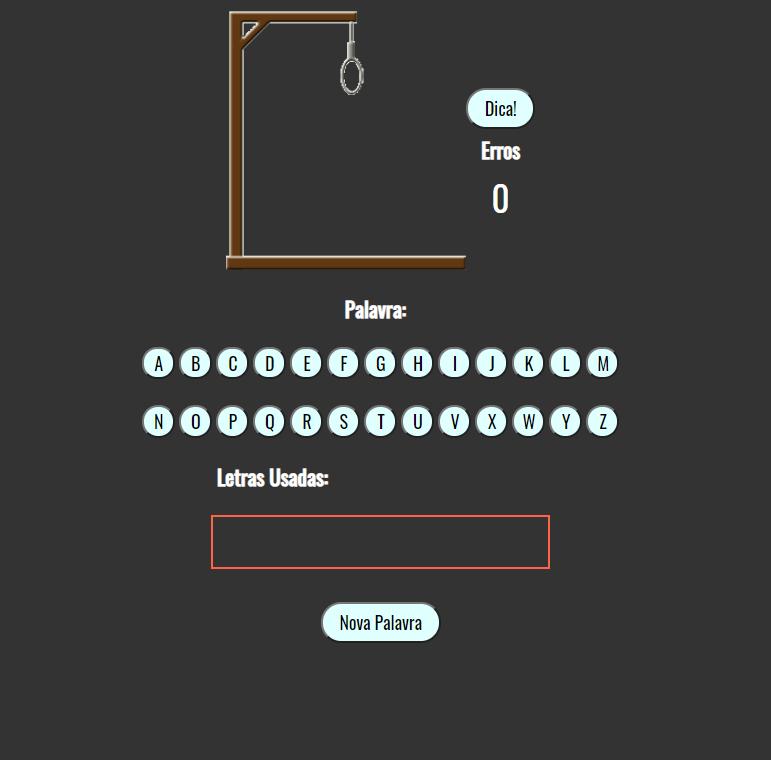 Dica!
Erros
0
Palavra:
A B C D E F G H I J K L M
N O P Q R S T U V X W Y Z
Letras Usadas:
Nova Palavra